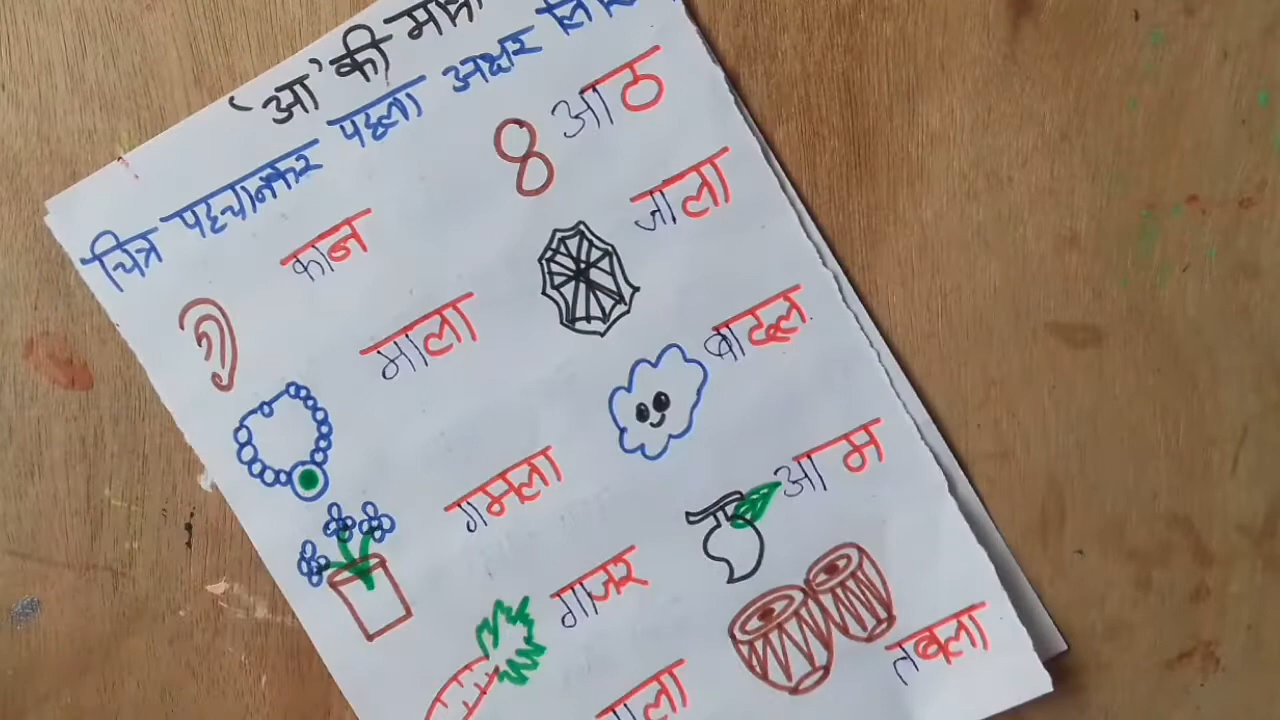 'आ' की मात्रा
चित्र पहचानकर पहला अक्षर
8 आठ
कान
जाला
माला
बादल
गमला
आम
गाजर
तबला